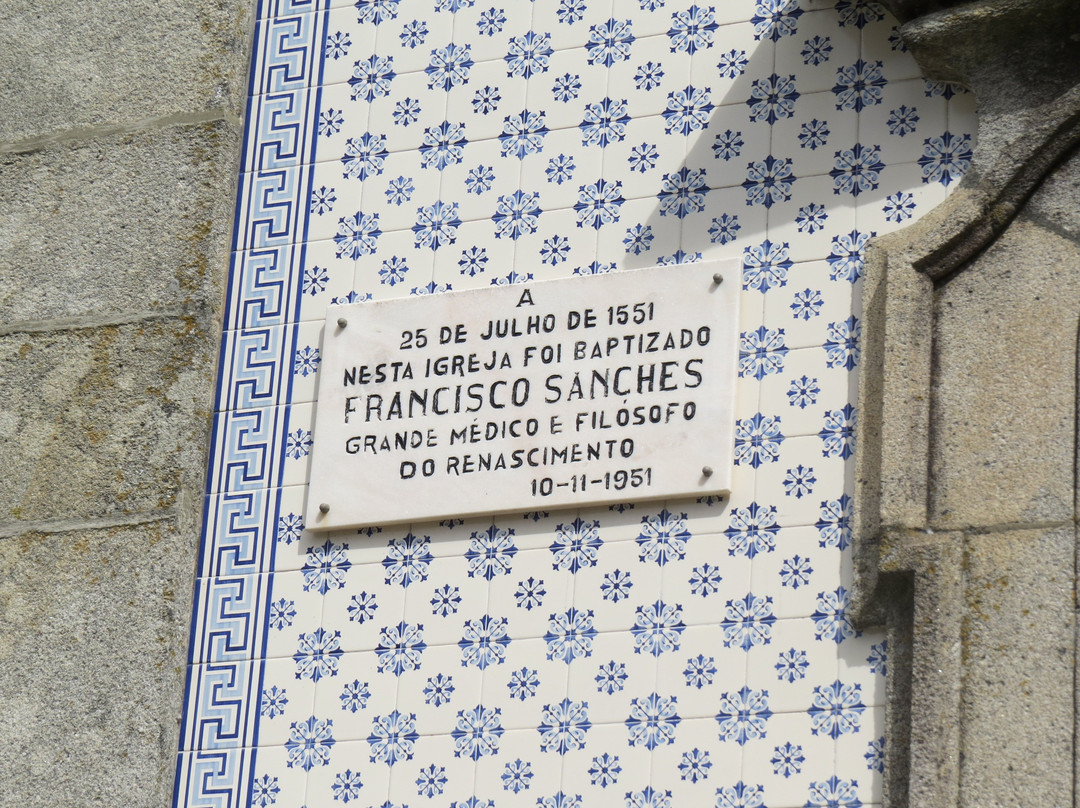 A
25 DE JULHO DE 1551
NESTA IGREJA FOI BAPTIZADO
FRANCISCO SANCHES
GRANDE MÉDICO E FILÓSOFO
DO RENASCIMENTO
10-11-1951